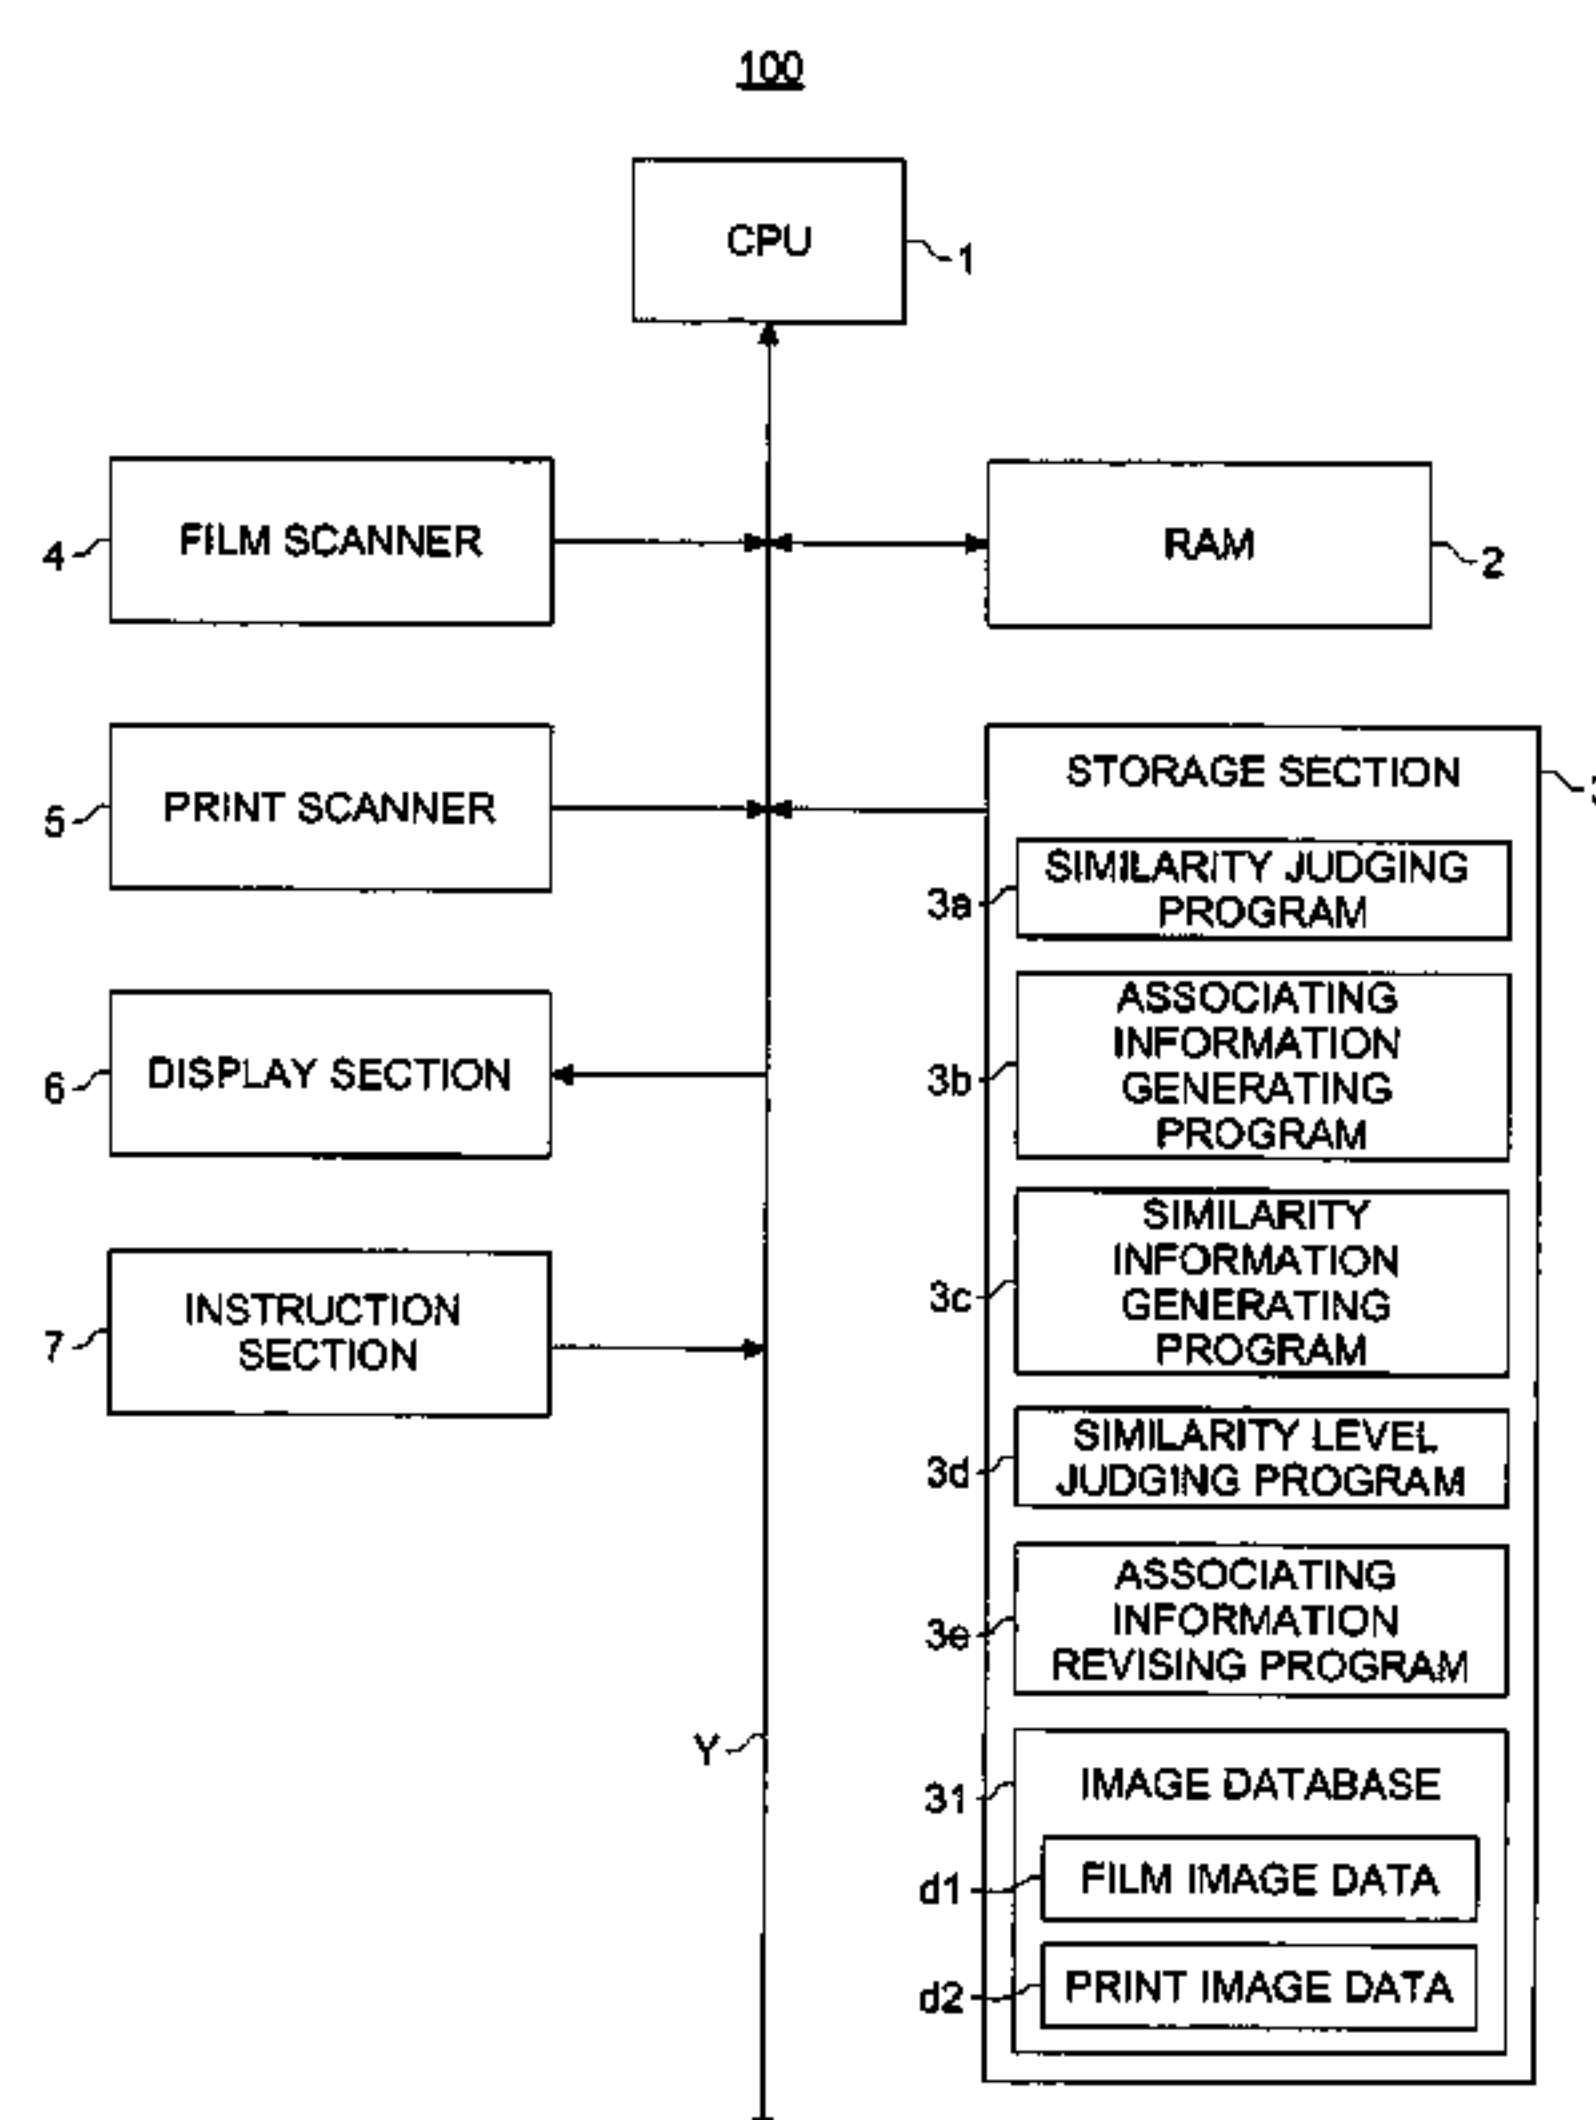 100
CPU
1
FILM SCANNER
4
RAM
2
PRINT SCANNER
5
STORAGE SECTION
3
SIMILARITY JUDGING
PROGRAM
3a
ASSOCIATING
INFORMATION
GENERATING
PROGRAM
3b
DISPLAY SECTION
6
SIMILARITY
INFORMATION
GENERATING
PROGRAM
3c
INSTRUCTION
SECTION
7
SIMILARITY LEVEL
JUDGING PROGRAM
3d
ASSOCIATING
INFORMATION
REVISING PROGRAM
3e
Y
IMAGE DATABASE
31
FILM IMAGE DATA
d1
PRINT IMAGE DATA
d2